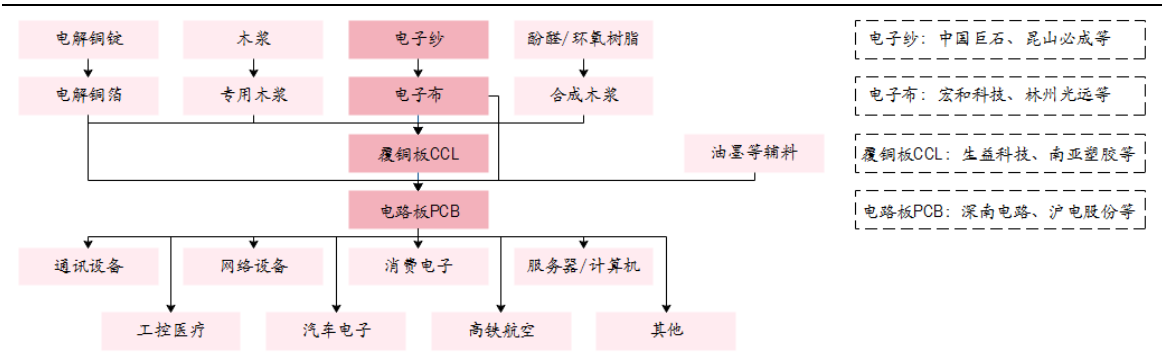 电解铜锭
木浆
电子纱
酚醛/环氧树脂
电子纱：中国巨石、昆山必成等
电解铜箔
专用木浆
电子布
合成木浆
电子布：宏和科技、林州光远等
覆铜板CCL
油墨等辅料
覆铜板CCL：生益科技、南亚塑胶等
电路板PCB
电路板PCB：深南电路、沪电股份等
通讯设备
网络设备
消费电子
服务器/计算机
工控医疗
汽车电子
高铁航空
其他